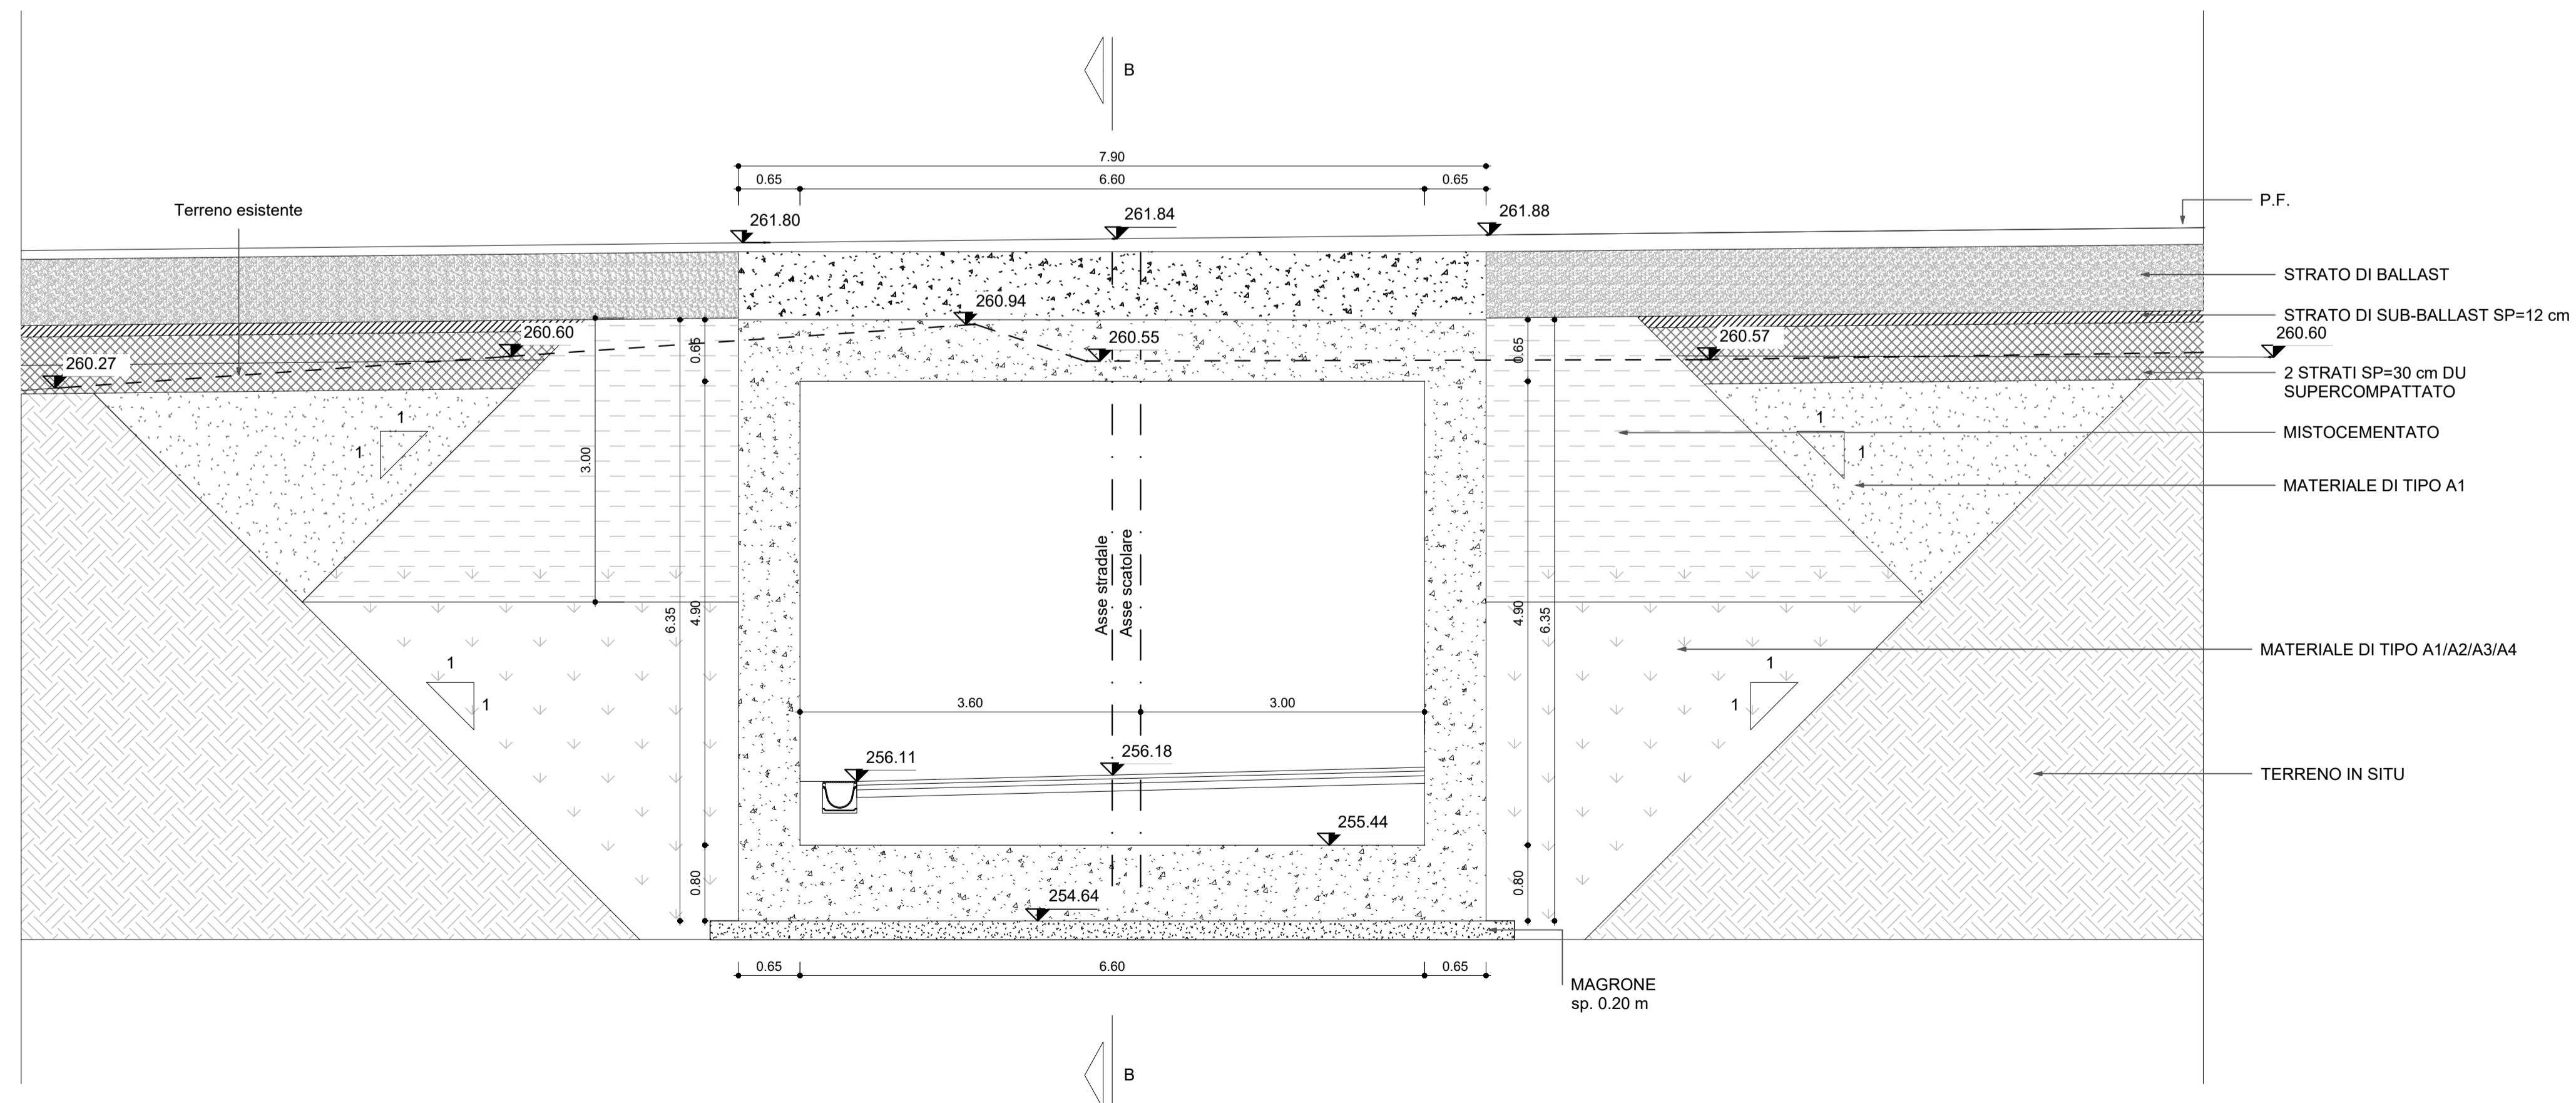 B
7.90
0.65
6.60
0.65
261.80
261.84
261.88
P.F.
Terreno esistente
STRATO DI BALLAST
260.94
STRATO DI SUB-BALLAST SP=12 cm
260.60
260.55
260.57
260.60
260.27
0.65
0.65
2 STRATI SP=30 cm DU
SUPERCOMPATTATO
1
1
1
1
MISTOCEMENTATO
3.00
MATERIALE DI TIPO A1
Asse stradale
Asse scatolare
6.35
4.90
4.90
6.35
MATERIALE DI TIPO A1/A2/A3/A4
1
1
1
1
3.60
3.00
256.11
256.18
TERRENO IN SITU
255.44
0.80
0.80
254.64
0.65
6.60
0.65
MAGRONE
sp. 0.20 m
B